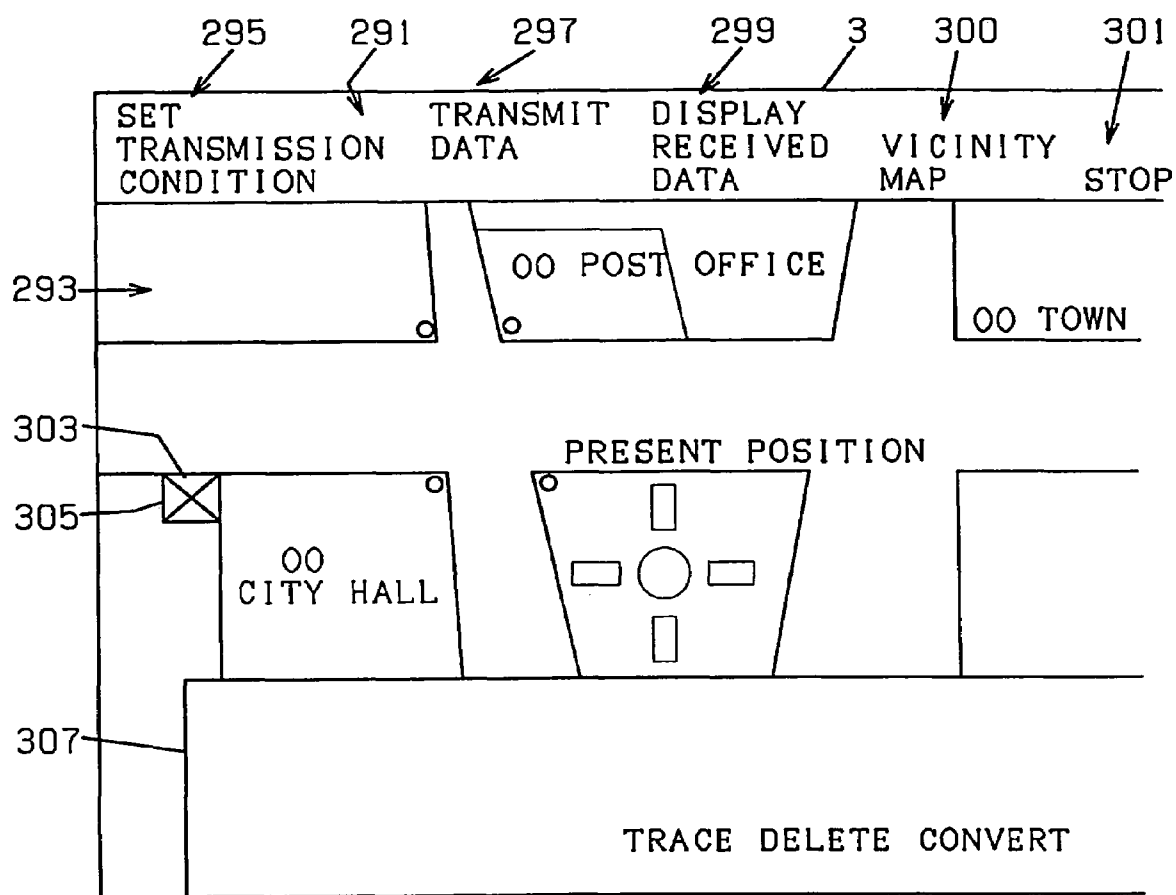 295 291 297 299 3 300 301
SET TRANSMISSION CONDITION
TRANSMIT DATA
DISPLAY RECEIVED DATA
VICINITY MAP
STOP
OO POST OFFICE
293
OO TOWN
303
PRESENT POSITION
305
OO
CITY HALL
307
TRACE DELETE CONVERT